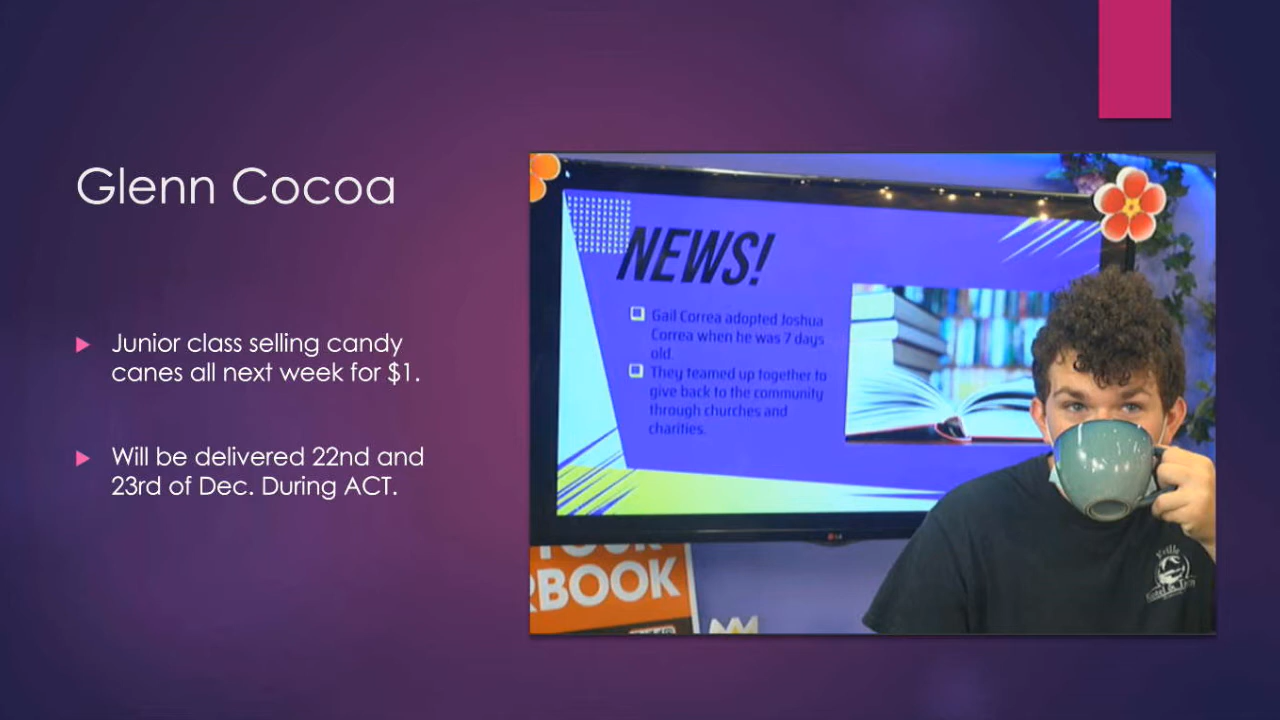 Glenn Cocoa
Junior class selling candy
canes all next week for $1.
Will be delivered 22nd and
23rd of Dec. During ACT.
NEWS!
Gail Correa adopted Joshua
Correa when he was 7 days
old.
They teamed up together to
give back to the community
through churches and
charities.
LG
YOUR
RBOOK